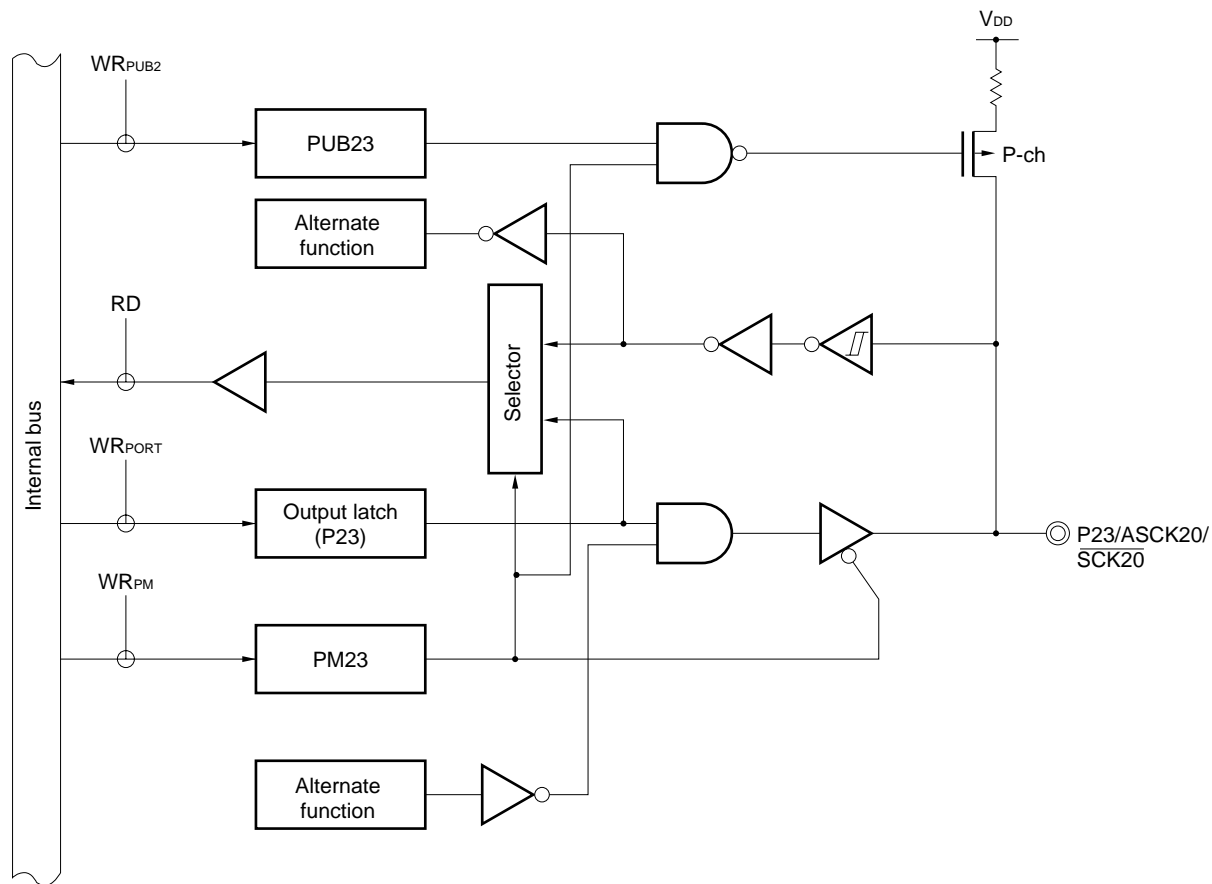 VDD
WRPUB2
PUB23
P-ch
Alternate
function
RD
Selector
Internal bus
WRPORT
Output latch
(P23)
P23/ASCK20/
SCK20
WRPM
PM23
Alternate
function